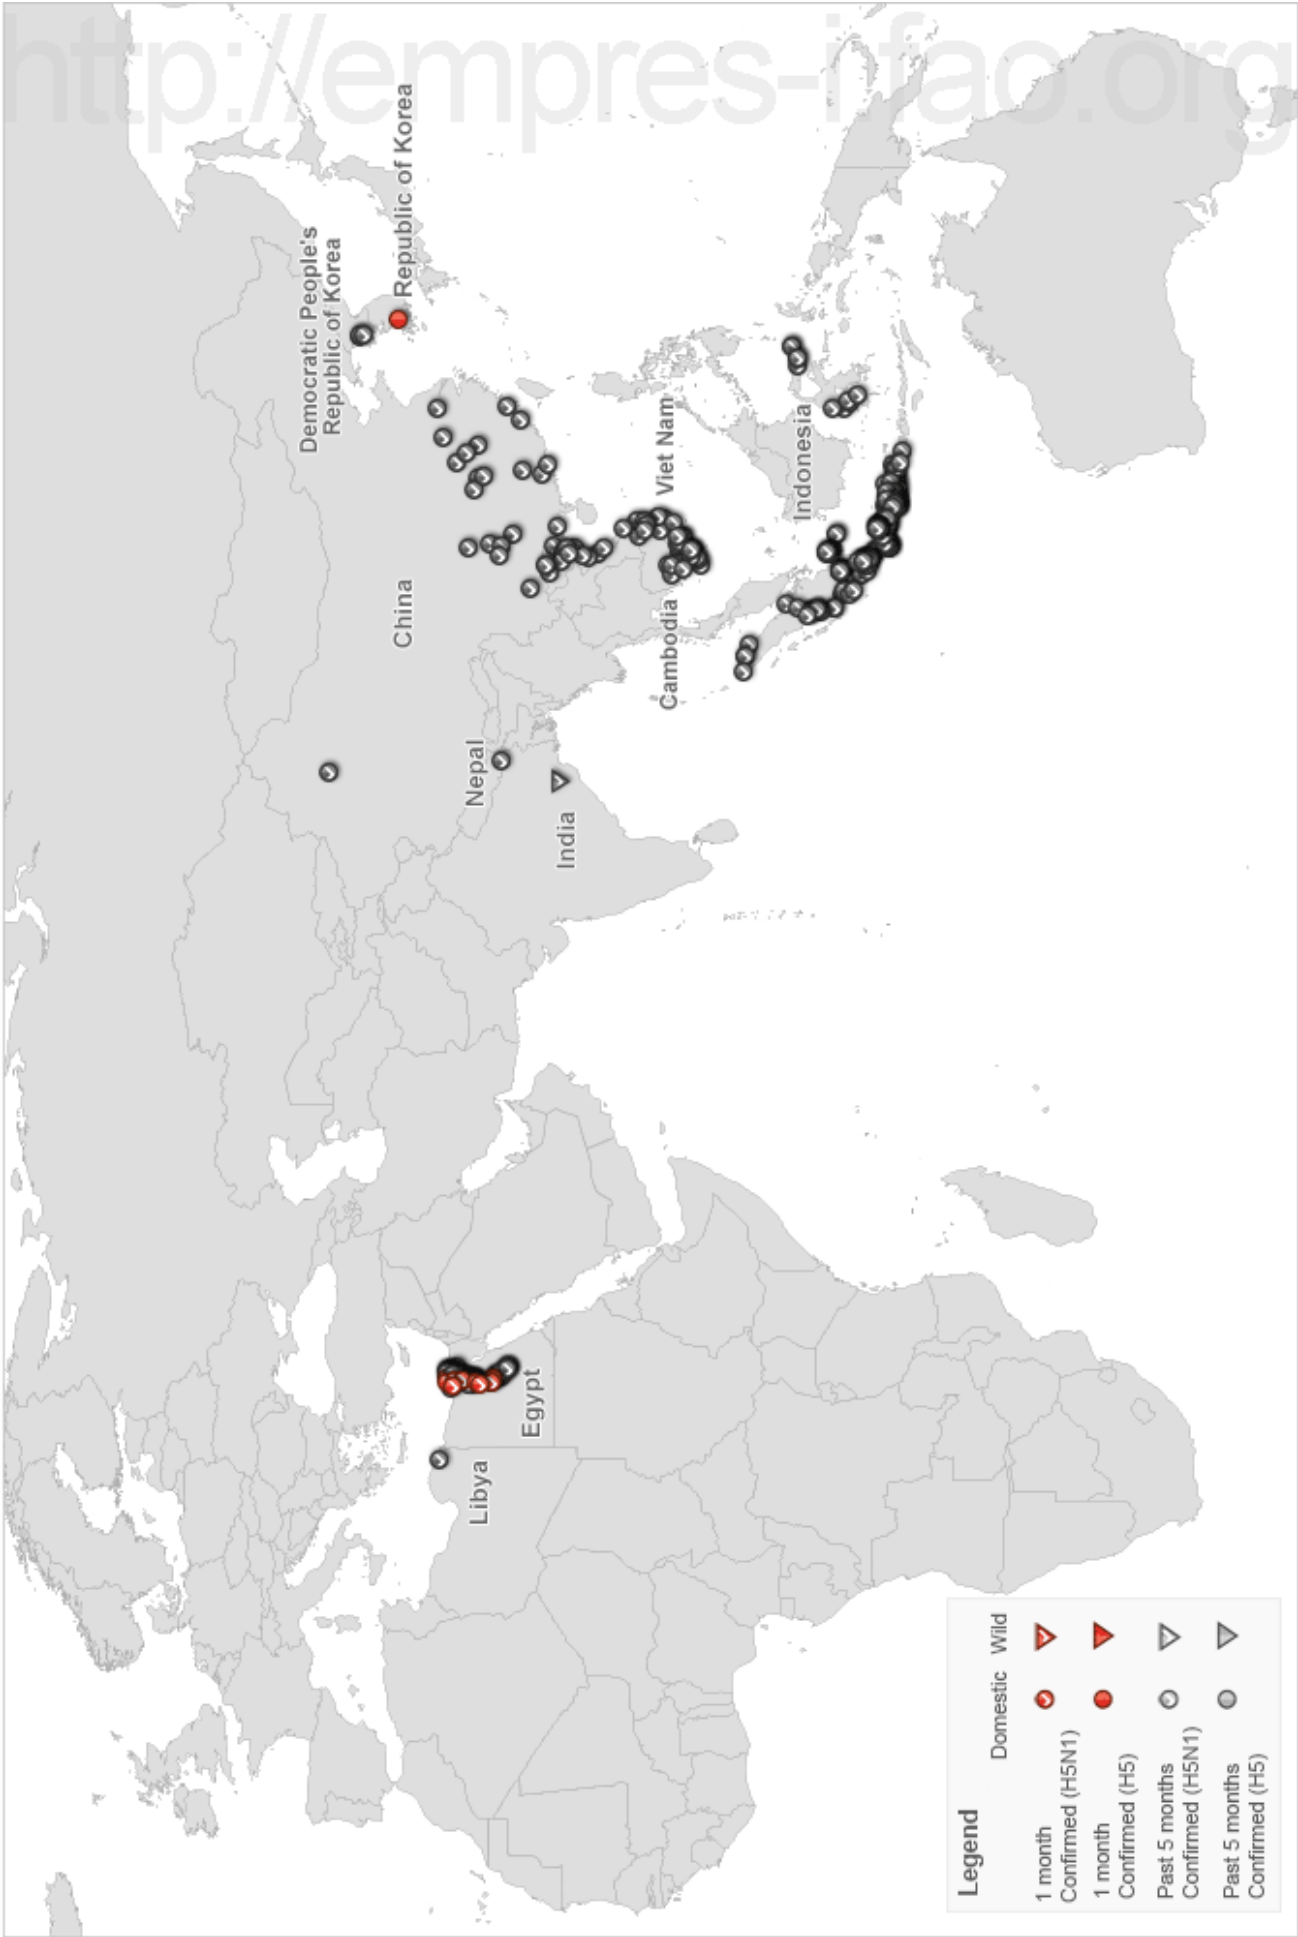 http://empres-i.fao.org
Democratic People's
Republic of Korea
Republic of Korea
China
Nepal
India
Viet Nam
Cambodia
Indonesia
Egypt
Libya
Legend
Domestic Wild
1 month
Confirmed (H5N1)
1 month
Confirmed (H5)
Past 5 months
Confirmed (H5N1)
Past 5 months
Confirmed (H5)